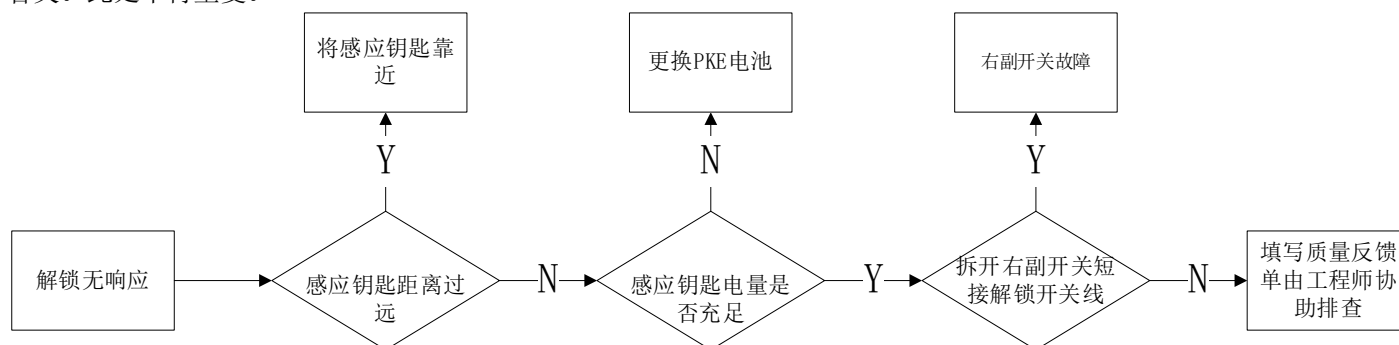 将感应钥匙靠
近
更换PKE电池
右副开关故障
Y
N
Y
解锁无响应
感应钥匙距离过
远
N
感应钥匙电量是
否充足
Y
拆开右副开关短
接解锁开关线
N
填写质量反馈
单由工程师协
助排查